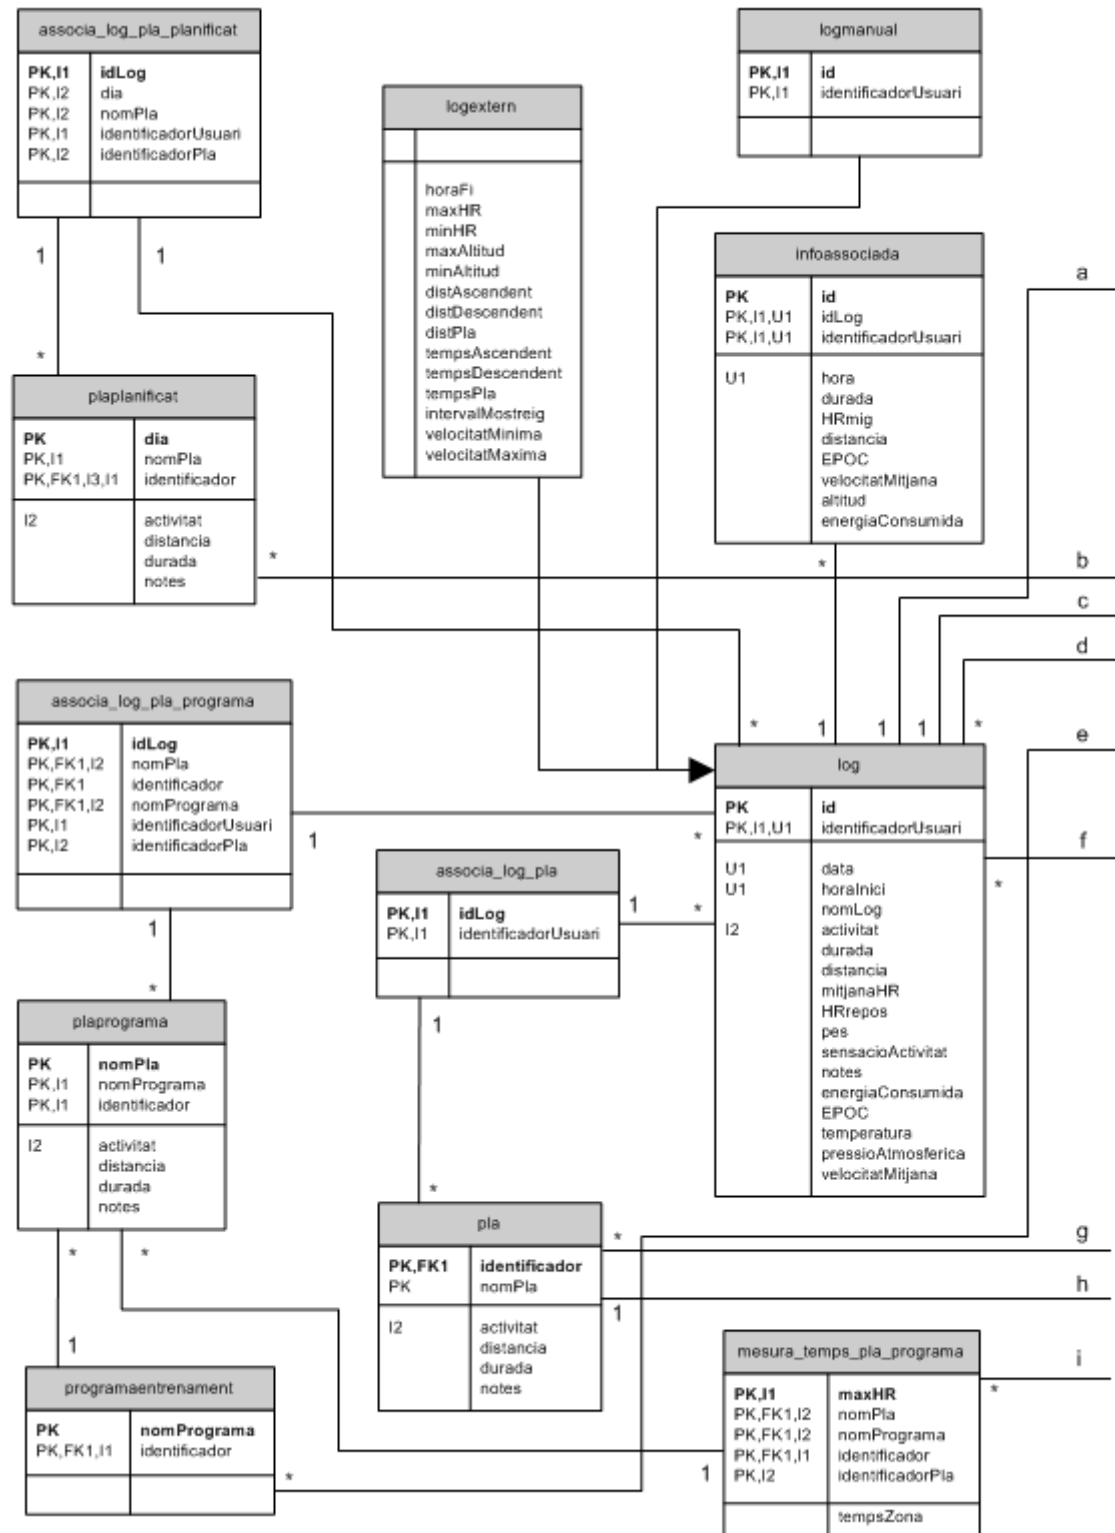 associa_log_pla_planificat
PK,I1 idLog
PK,I2 dia
PK,I2 nomPla
PK,I1 identificadorUsuari
PK,I2 identificadorPla
1
1
*
logextern
horaFi
maxHR
minHR
maxAltitud
minAltitud
distAscendent
distDescendent
distPla
tempsAscendent
tempsDescendent
tempsPla
intervalMostreig
velocitatMinima
velocitatMaxima
logmanual
PK,I1 id
PK,I1 identificadorUsuari
infoassociada
PK id
PK,I1,U1 idLog
PK,I1,U1 identificadorUsuari
U1 hora
durada
HRmig
distancia
EPOC
velocitatMitjana
altitud
energiaConsumida
*
a
plaplanificat
PK dia
PK,I1 nomPla
PK,FK1,I3,I1 identificador
I2 activitat
distancia
durada
notes
*
b
c
d
e
f
* 1 1 1 *
associa_log_pla_programa
PK,I1 idLog
PK,FK1,I2 nomPla
PK,FK1 identificador
PK,FK1,I2 nomPrograma
PK,I1 identificadorUsuari
PK,I2 identificadorPla
1
*
1
*
log
PK id
PK,I1,U1 identificadorUsuari
U1 data
U1 horaInici
nomLog
I2 activitat
durada
distancia
mitjanaHR
HRrepos
pes
sensacioActivitat
notes
energiaConsumida
EPOC
temperatura
pressioAtmosferica
velocitatMitjana
*
associa_log_pla
PK,I1 idLog
PK,I1 identificadorUsuari
1
*
1
*
plaprograma
PK nomPla
PK,I1 nomPrograma
PK,I1 identificador
I2 activitat
distancia
durada
notes
* *
1
pla
PK,FK1 identificador
PK nomPla
I2 activitat
distancia
durada
notes
*
1
g
h
programaentrenament
PK nomPrograma
PK,FK1,I1 identificador
*
mesura_temps_pla_programa
PK,I1 maxHR
PK,FK1,I2 nomPla
PK,FK1,I2 nomPrograma
PK,FK1,I1 identificador
PK,I2 identificadorPla
tempsZona
1
*
i